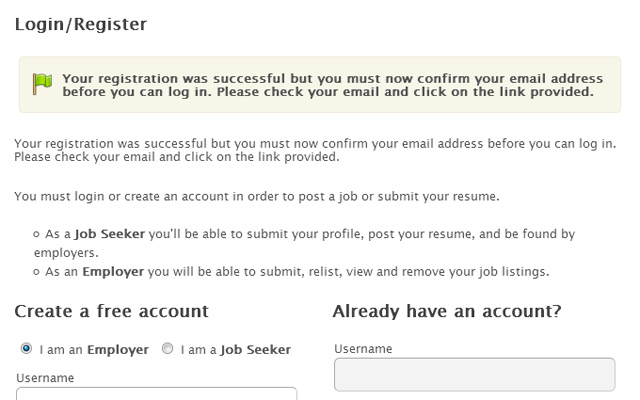 Login/Register
Your registration was successful but you must now confirm your email address
before you can log in. Please check your email and click on the link provided.
Your registration was successful but you must now confirm your email address before you can log in.
Please check your email and click on the link provided.
You must login or create an account in order to post a job or submit your resume.
As a Job Seeker you'll be able to submit your profile, post your resume, and be found by
employers.
As an Employer you will be able to submit, relist, view and remove your job listings.
Create a free account
I am an Employer I am a Job Seeker
Username
Already have an account?
Username